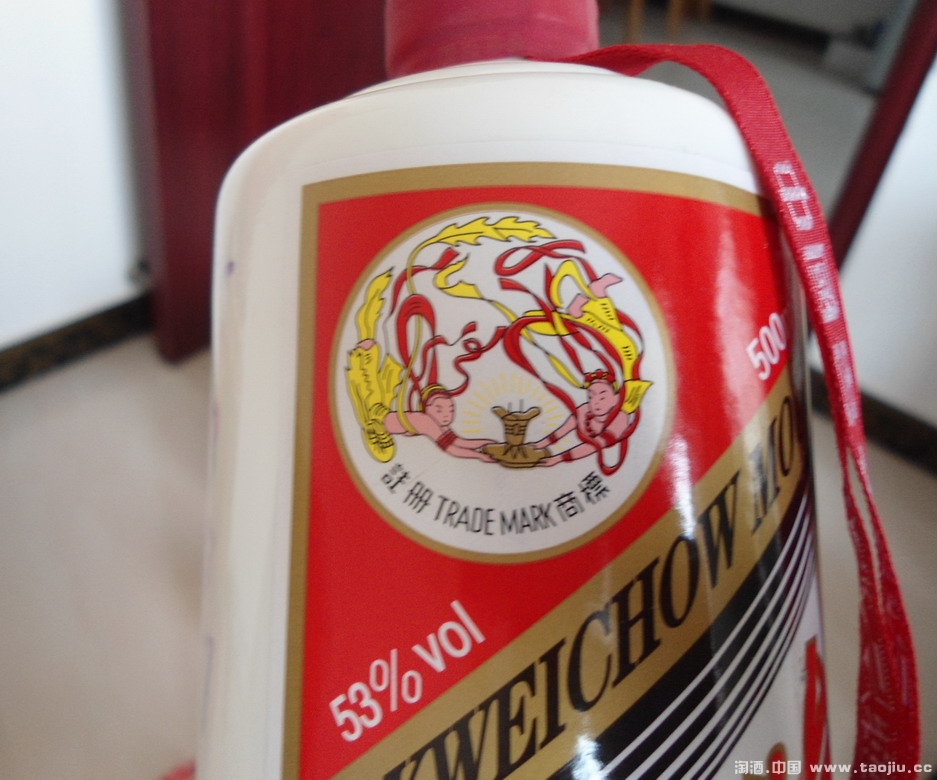 註册 TRADE MARK 商標
500
53% vol
KWEICHOW MO
淘酒.中国 www.taojiu.cc